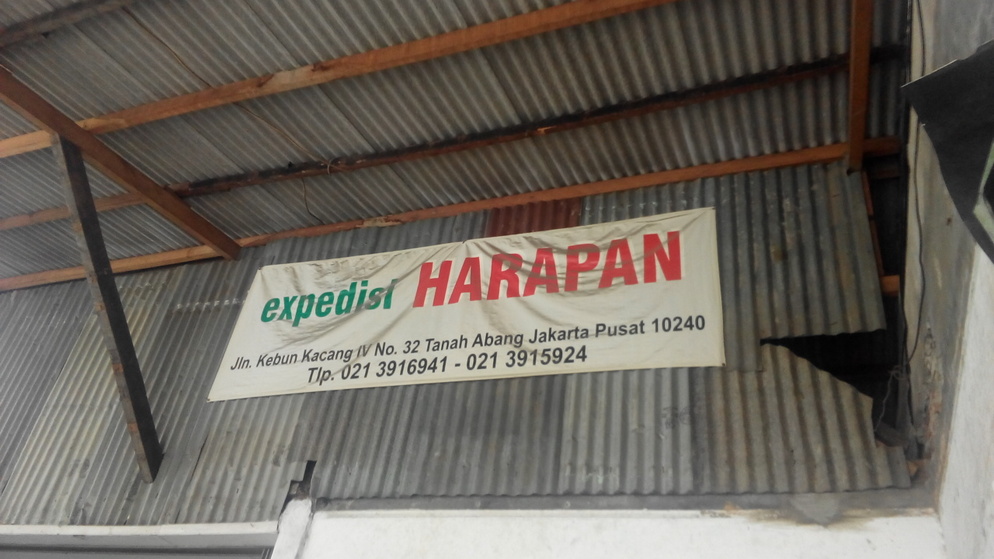 expedisi HARAPAN
Jln. Kebun Kacang IV No. 32 Tanah Abang Jakarta Pusat 10240
Tlp. 021 3916941 - 021 3915924